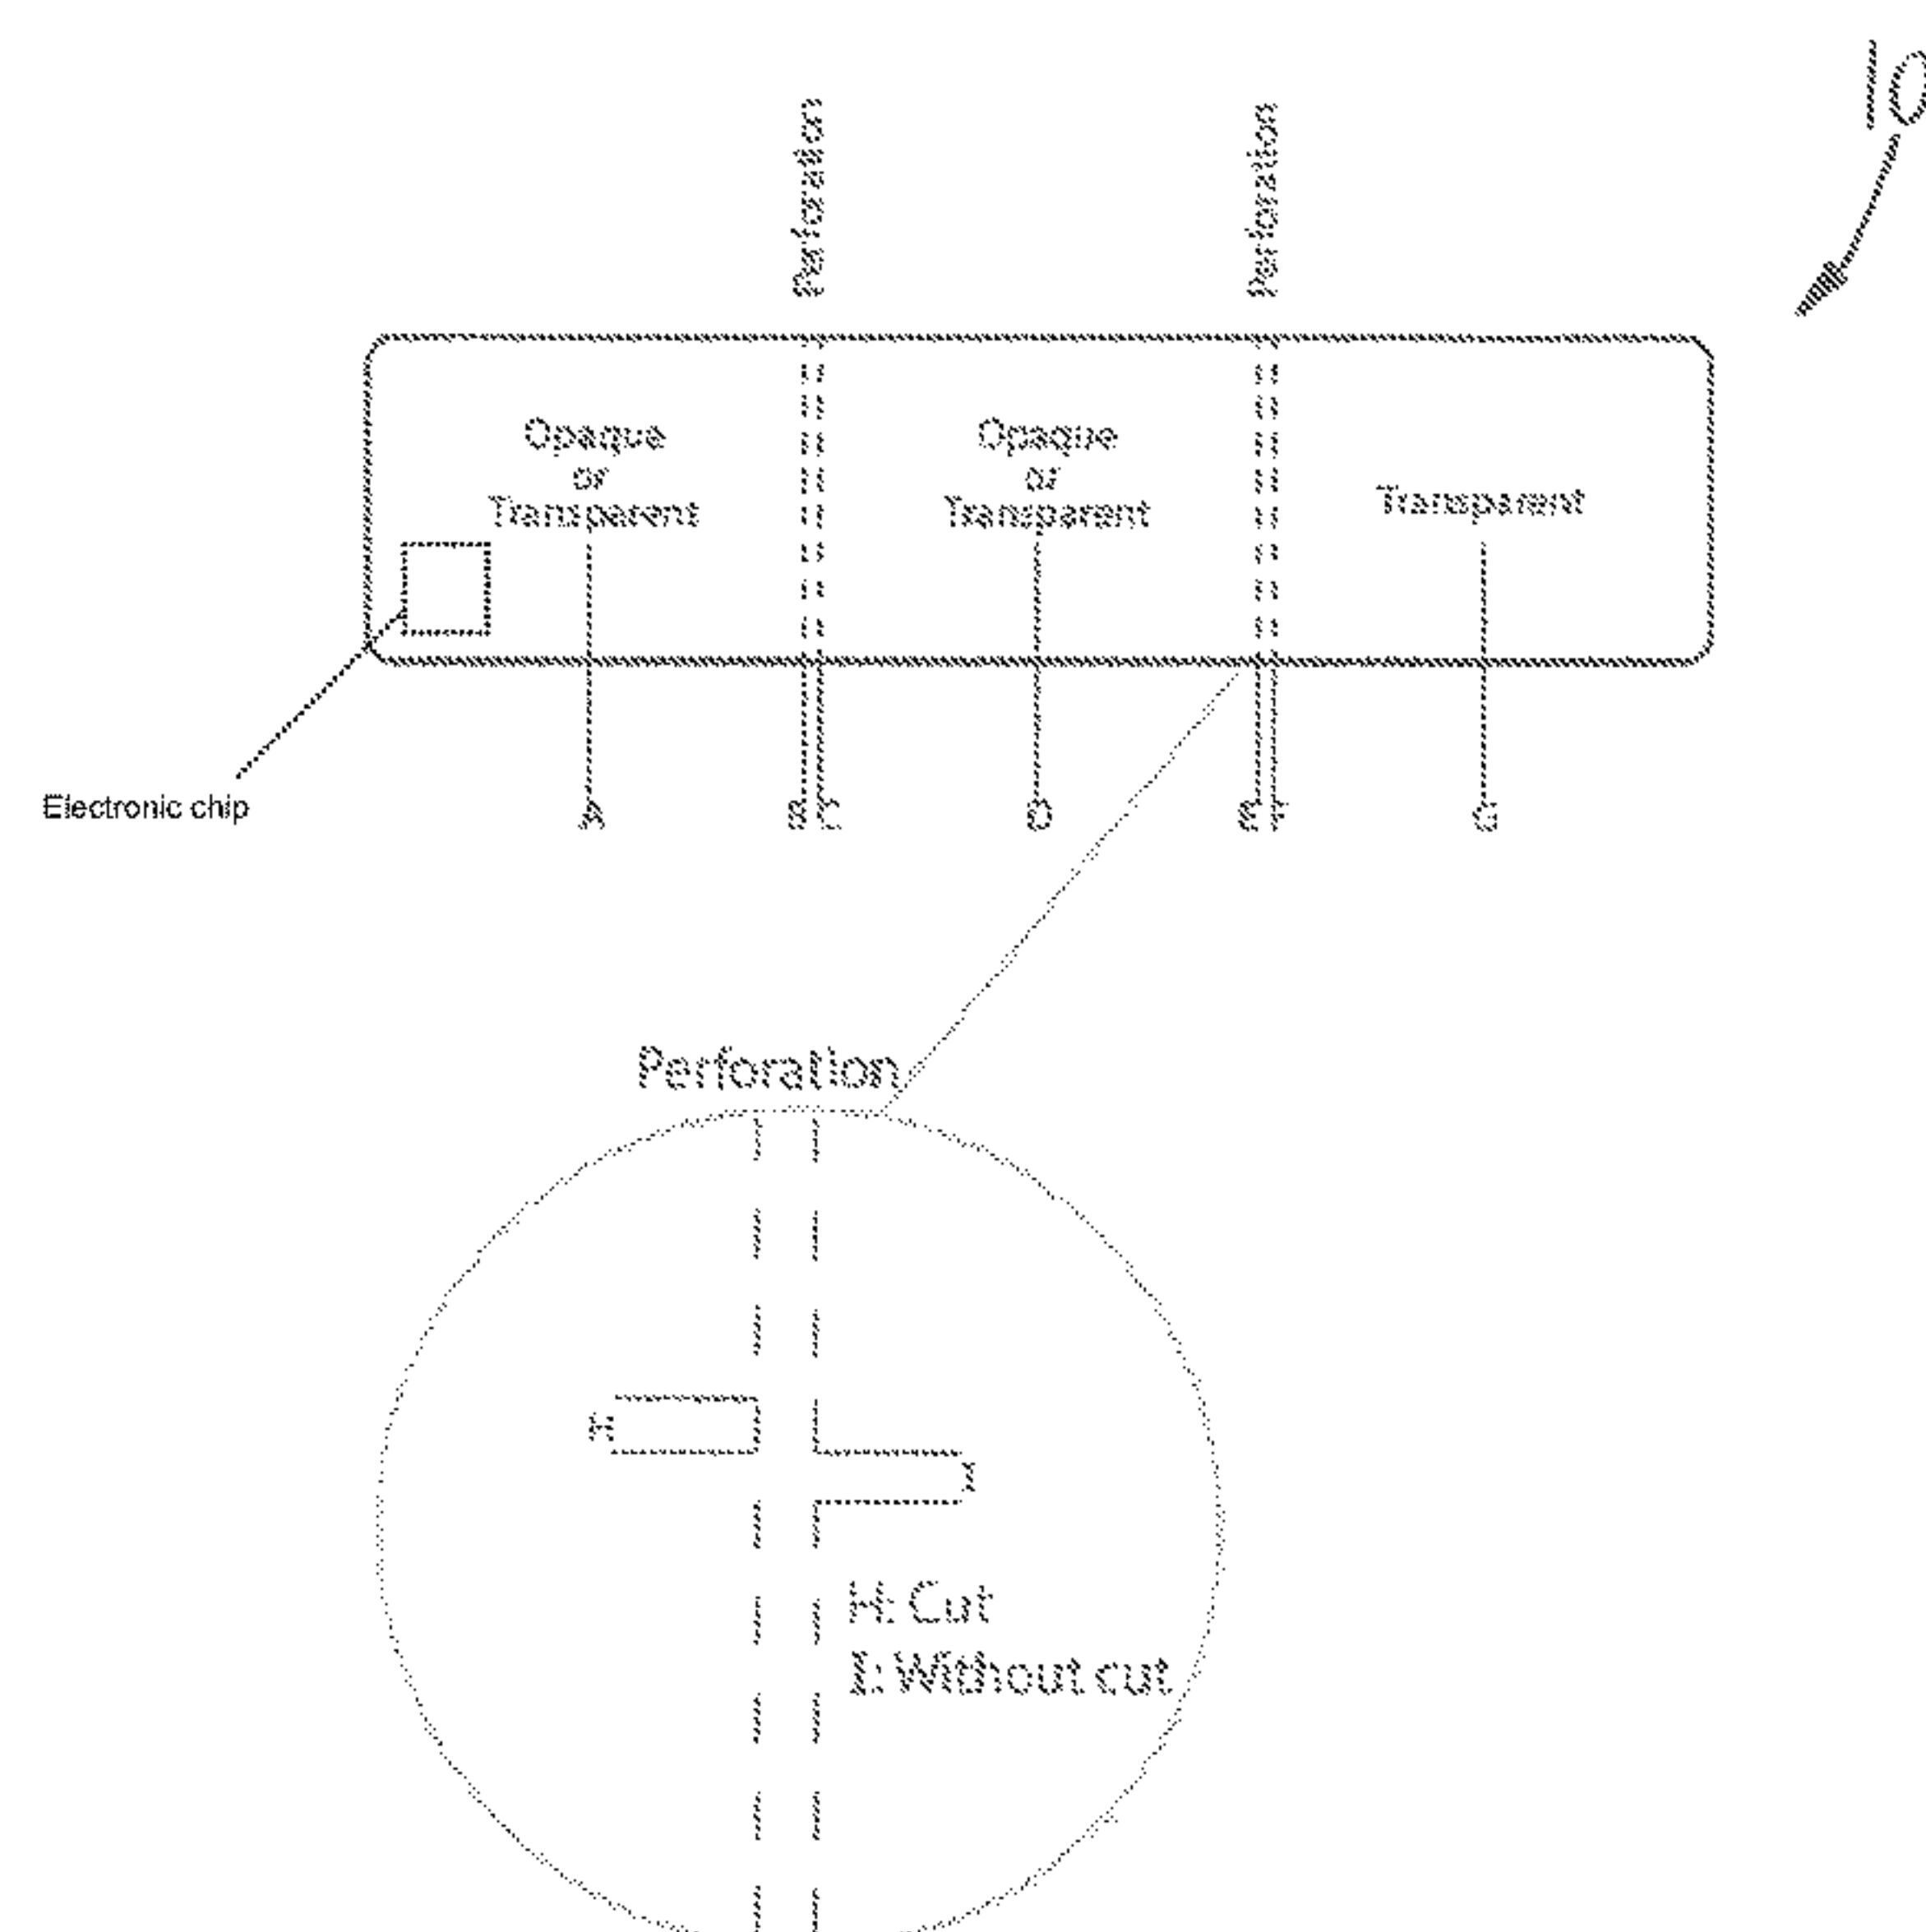 10
Perforation
Perforation
Opaque
or
Transparent
Opaque
or
Transparent
Transparent
Electronic chip
A
B C
D
E F
G
Perforation
H
I
H: Cut
I: Without cut